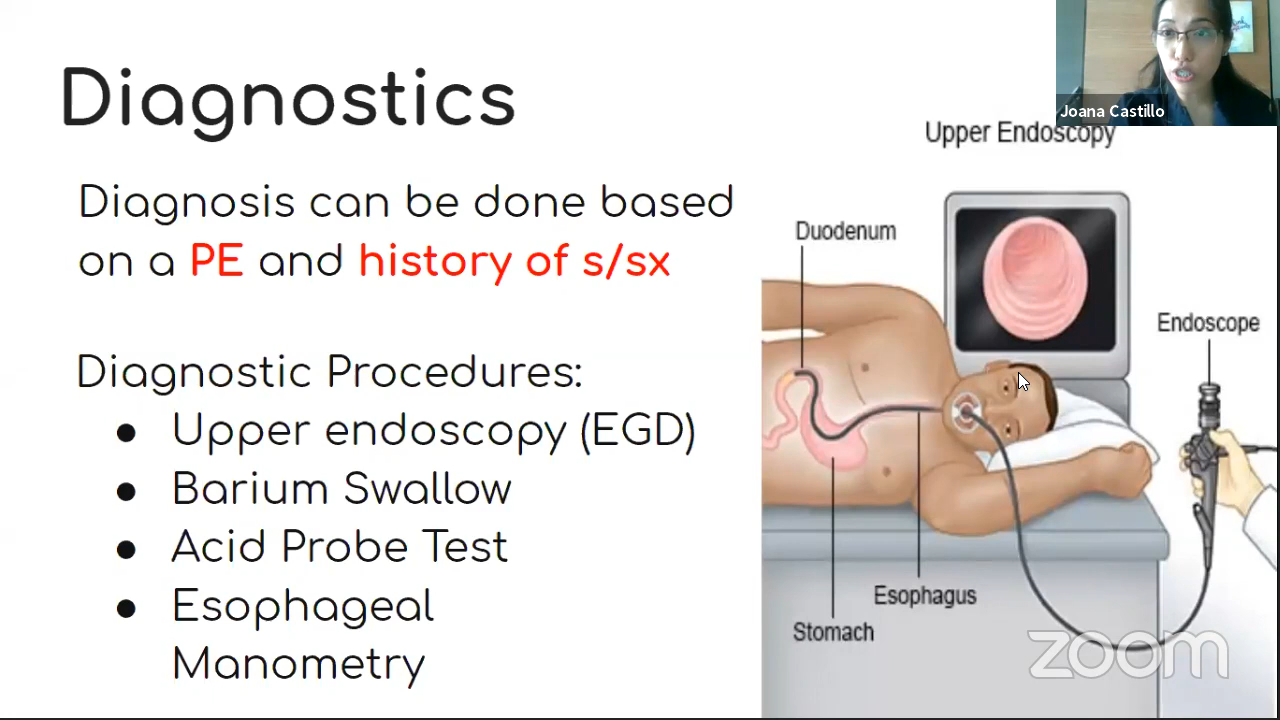 Diagnostics
Joana Castillo
Diagnosis can be done based
on a PE and history of s/sx
Diagnostic Procedures:
● Upper endoscopy (EGD)
● Barium Swallow
● Acid Probe Test
● Esophageal
Manometry
Upper Endoscopy
Duodenum
Endoscope
Esophagus
Stomach
zoom